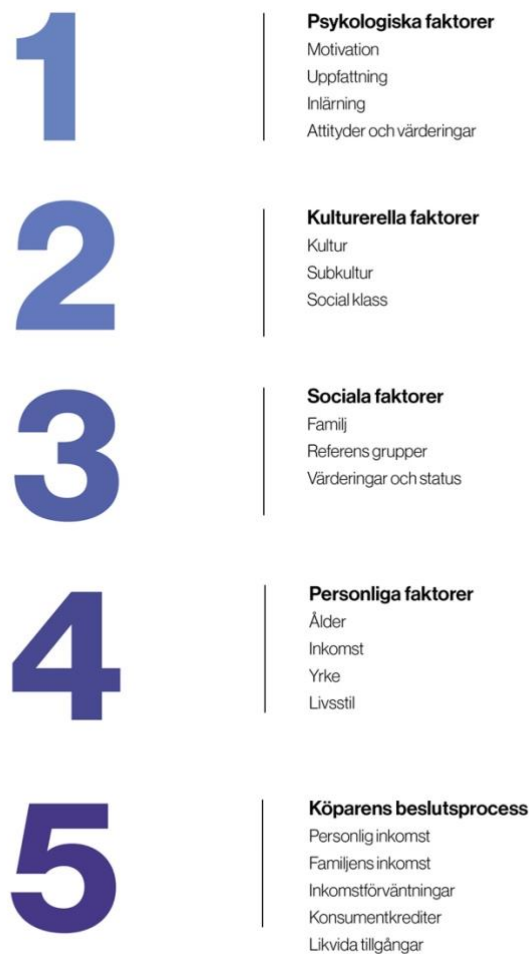 1
Psykologiska faktorer
Motivation
Uppfattning
Inlärning
Attityder och värderingar
2
Kulturerella faktorer
Kultur
Subkultur
Social klass
3
Sociala faktorer
Familj
Referens grupper
Värderingar och status
4
Personliga faktorer
Ålder
Inkomst
Yrke
Livsstil
5
Köparens beslutsprocess
Personlig inkomst
Familjens inkomst
Inkomstförväntningar
Konsumentkrediter
Likvida tillgångar